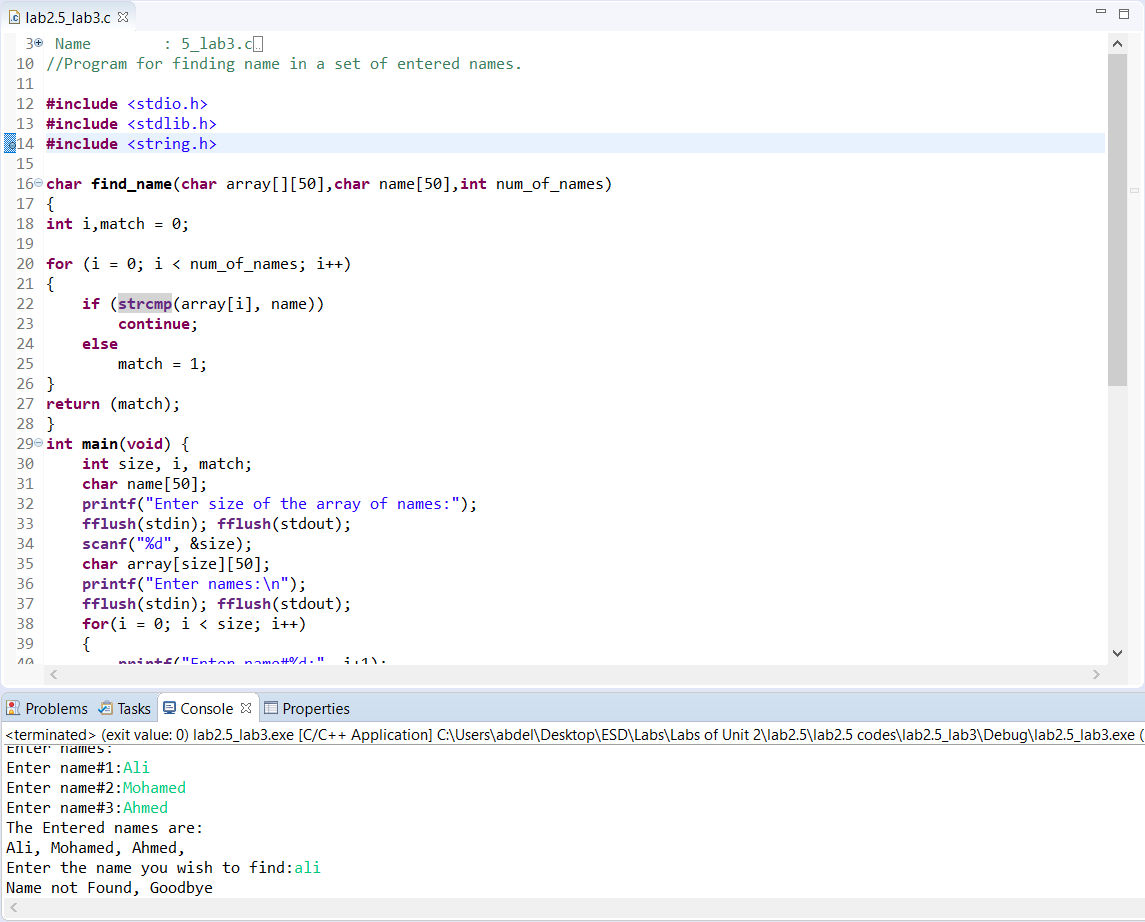 lab2.5_lab3.c
3 Name : 5_lab3.c
10 //Program for finding name in a set of entered names.
11
12 #include <stdio.h>
13 #include <stdlib.h>
14 #include <string.h>
15
16 char find_name(char array[][50],char name[50],int num_of_names)
17 {
18 int i,match = 0;
19
20 for (i = 0; i < num_of_names; i++)
21 {
22 if (strcmp(array[i], name))
23 continue;
24 else
25 match = 1;
26 }
27 return (match);
28 }
29 int main(void) {
30 int size, i, match;
31 char name[50];
32 printf("Enter size of the array of names:");
33 fflush(stdin); fflush(stdout);
34 scanf("%d", &size);
35 char array[size][50];
36 printf("Enter names:\n");
37 fflush(stdin); fflush(stdout);
38 for(i = 0; i < size; i++)
39 {
40 printf("Enter name#%d:", i+1);
Problems Tasks Console Properties
<terminated> (exit value: 0) lab2.5_lab3.exe [C/C++ Application] C:\Users\abdel\Desktop\ESD\Labs\Labs of Unit 2\lab2.5\lab2.5 codes\lab2.5_lab3\Debug\lab2.5_lab3.exe (
Enter names:
Enter name#1:Ali
Enter name#2:Mohamed
Enter name#3:Ahmed
The Entered names are:
Ali, Mohamed, Ahmed,
Enter the name you wish to find:ali
Name not Found, Goodbye